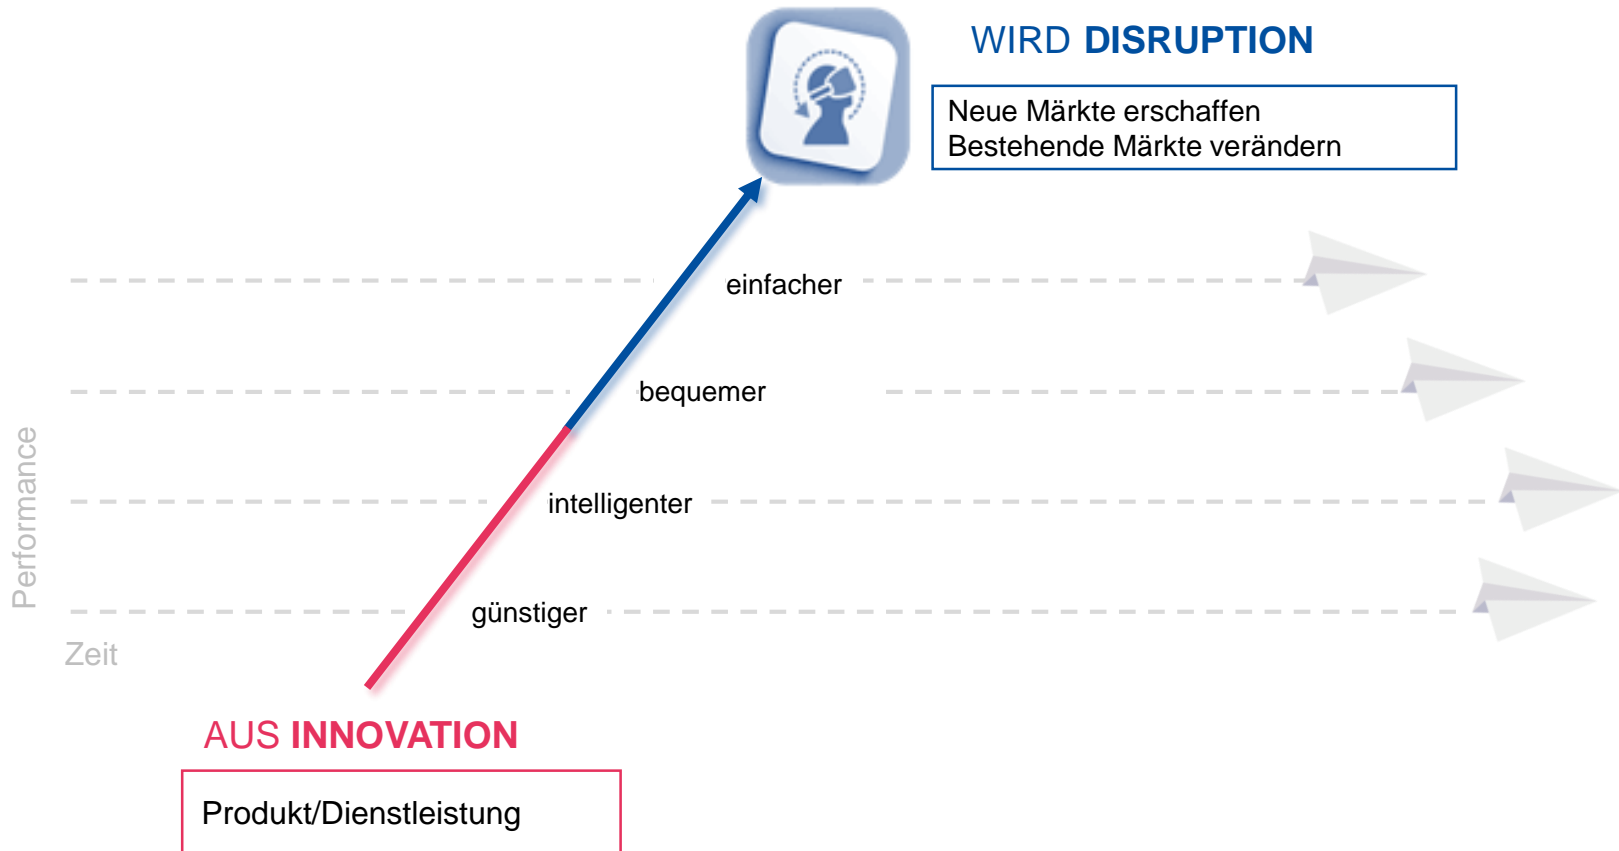 WIRD DISRUPTION
Neue Märkte erschaffen
Bestehende Märkte verändern
einfacher
bequemer
intelligenter
günstiger
Performance
Zeit
AUS INNOVATION
Produkt/Dienstleistung